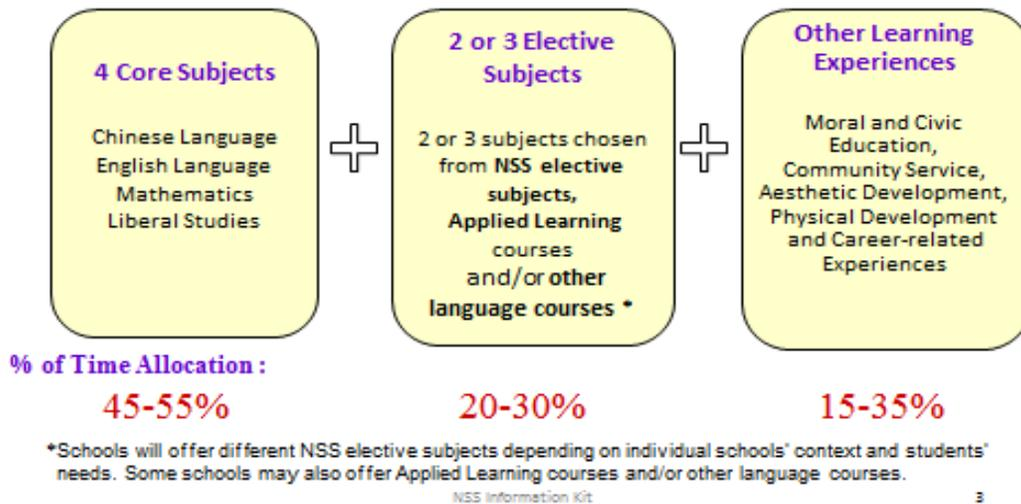 4 Core Subjects
Chinese Language
English Language
Mathematics
Liberal Studies
2 or 3 Elective
Subjects
2 or 3 subjects chosen
from NSS elective
subjects,
Applied Learning
courses
and/or other
language courses *
Other Learning
Experiences
Moral and Civic
Education,
Community Service,
Aesthetic Development,
Physical Development
and Career-related
Experiences
% of Time Allocation :
45-55%
20-30%
15-35%
*Schools will offer different NSS elective subjects depending on individual schools' context and students'
needs. Some schools may also offer Applied Learning courses and/or other language courses.
NSS Information Kit
3